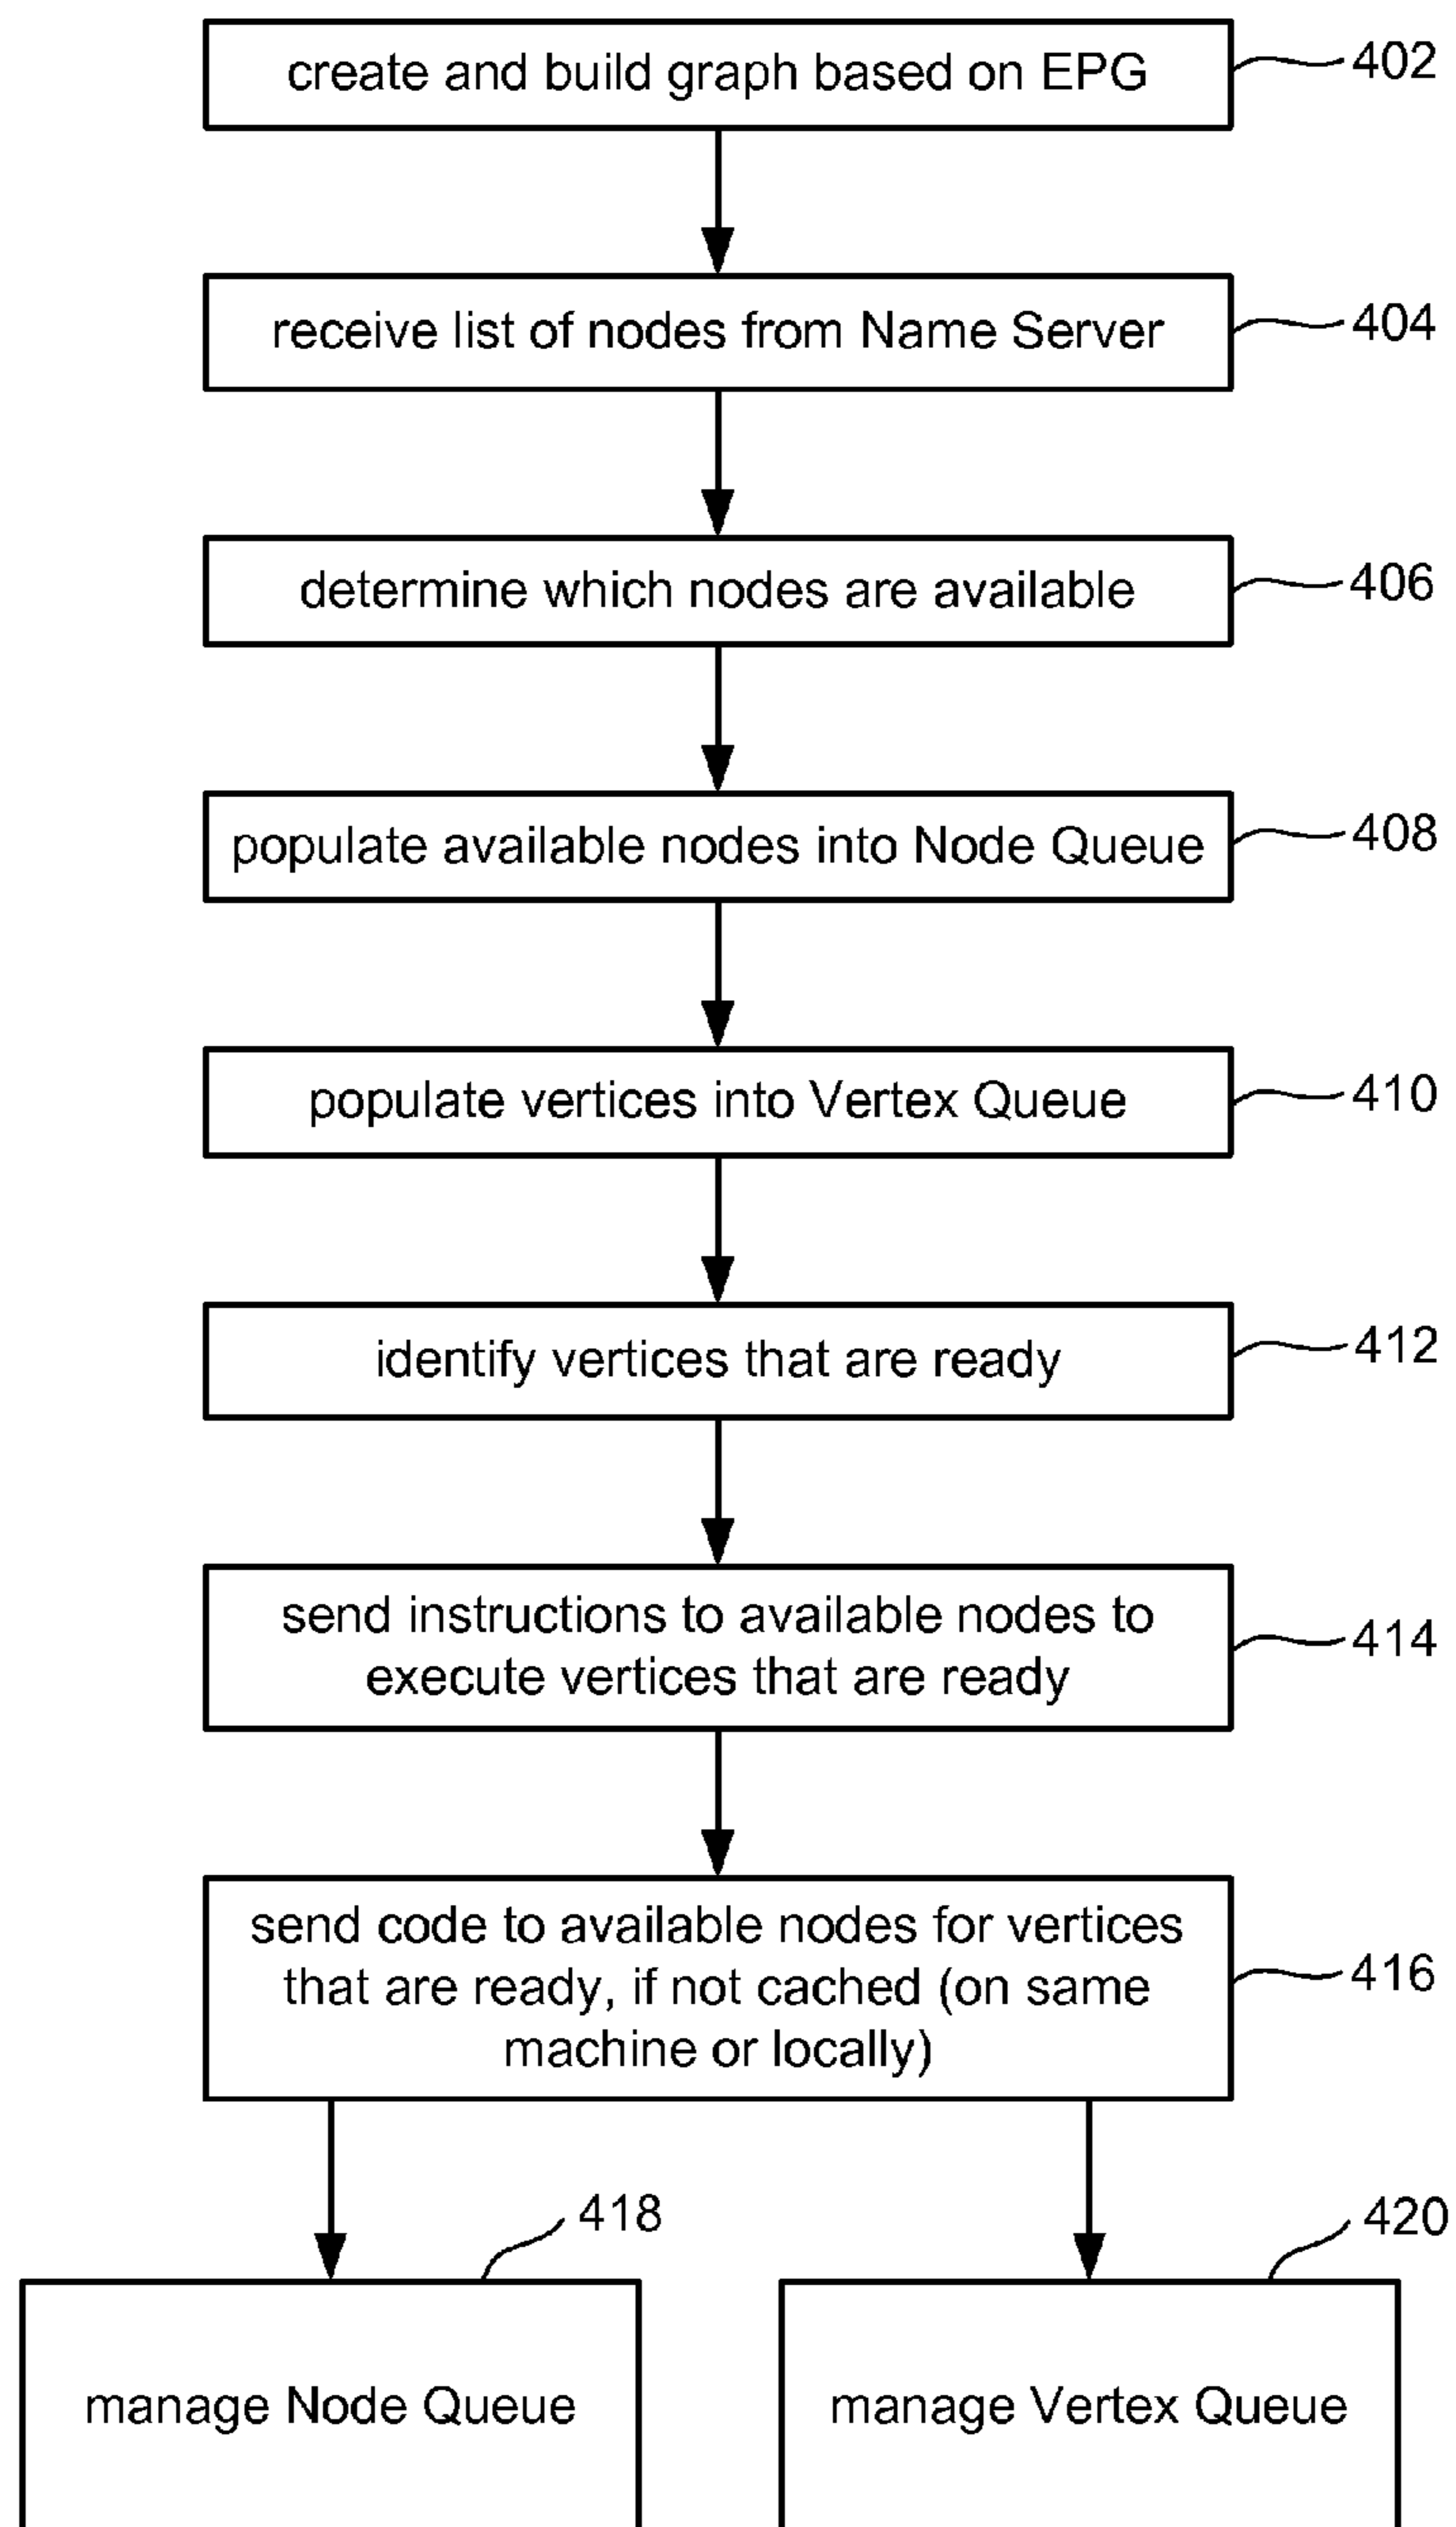 create and build graph based on EPG
402
receive list of nodes from Name Server
404
determine which nodes are available
406
populate available nodes into Node Queue
408
populate vertices into Vertex Queue
410
identify vertices that are ready
412
send instructions to available nodes to
execute vertices that are ready
414
send code to available nodes for vertices
that are ready, if not cached (on same
machine or locally)
416
418
420
manage Node Queue
manage Vertex Queue